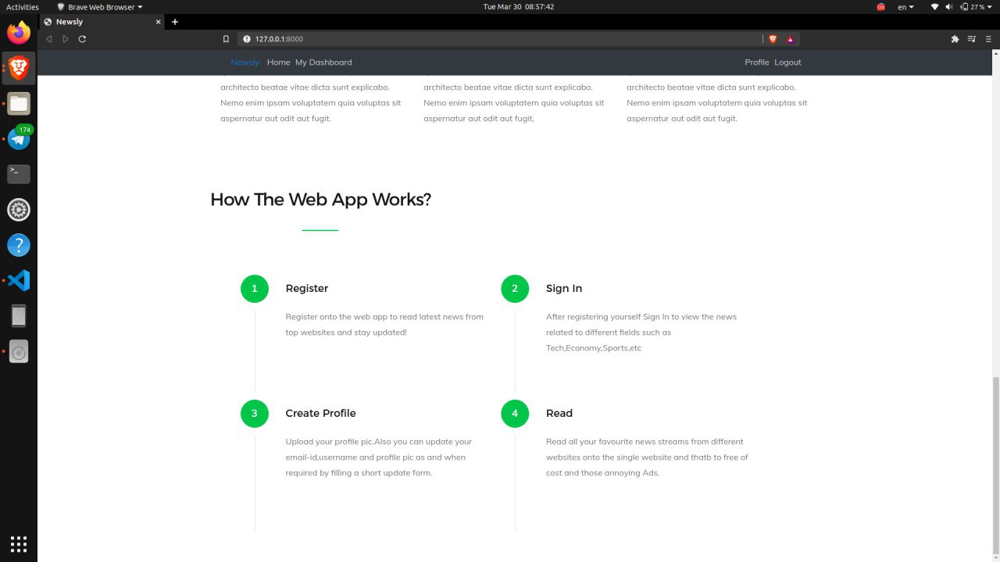 Activities Brave Web Browser Tue Mar 30 08:57:42 174 en 27 %
Newsly
127.0.0.1:8000
Newsly Home My Dashboard Profile Logout
architecto beatae vitae dicta sunt explicabo.
Nemo enim ipsam voluptatem quia voluptas sit
aspernatur aut odit aut fugit.
architecto beatae vitae dicta sunt explicabo.
Nemo enim ipsam voluptatem quia voluptas sit
aspernatur aut odit aut fugit.
architecto beatae vitae dicta sunt explicabo.
Nemo enim ipsam voluptatem quia voluptas sit
aspernatur aut odit aut fugit.
174
How The Web App Works?
1 Register
Register onto the web app to read latest news from
top websites and stay updated!
2 Sign In
After registering yourself Sign In to view the news
related to different fields such as
Tech,Economy,Sports,etc
3 Create Profile
Upload your profile pic.Also you can update your
email-id,username and profile pic as and when
required by filling a short update form.
4 Read
Read all your favourite news streams from different
websites onto the single website and thatb to free of
cost and those annoying Ads.